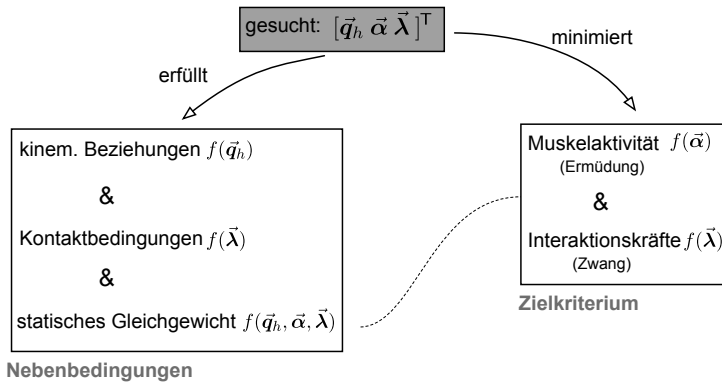 gesucht: [q⃗_h α⃗ λ⃗]^T
erfüllt
minimiert
kinem. Beziehungen f(q⃗_h)
&
Kontaktbedingungen f(λ⃗)
&
statisches Gleichgewicht f(q⃗_h, α⃗, λ⃗)
Nebenbedingungen
Muskelaktivität f(α⃗)
(Ermüdung)
&
Interaktionskräfte f(λ⃗)
(Zwang)
Zielkriterium